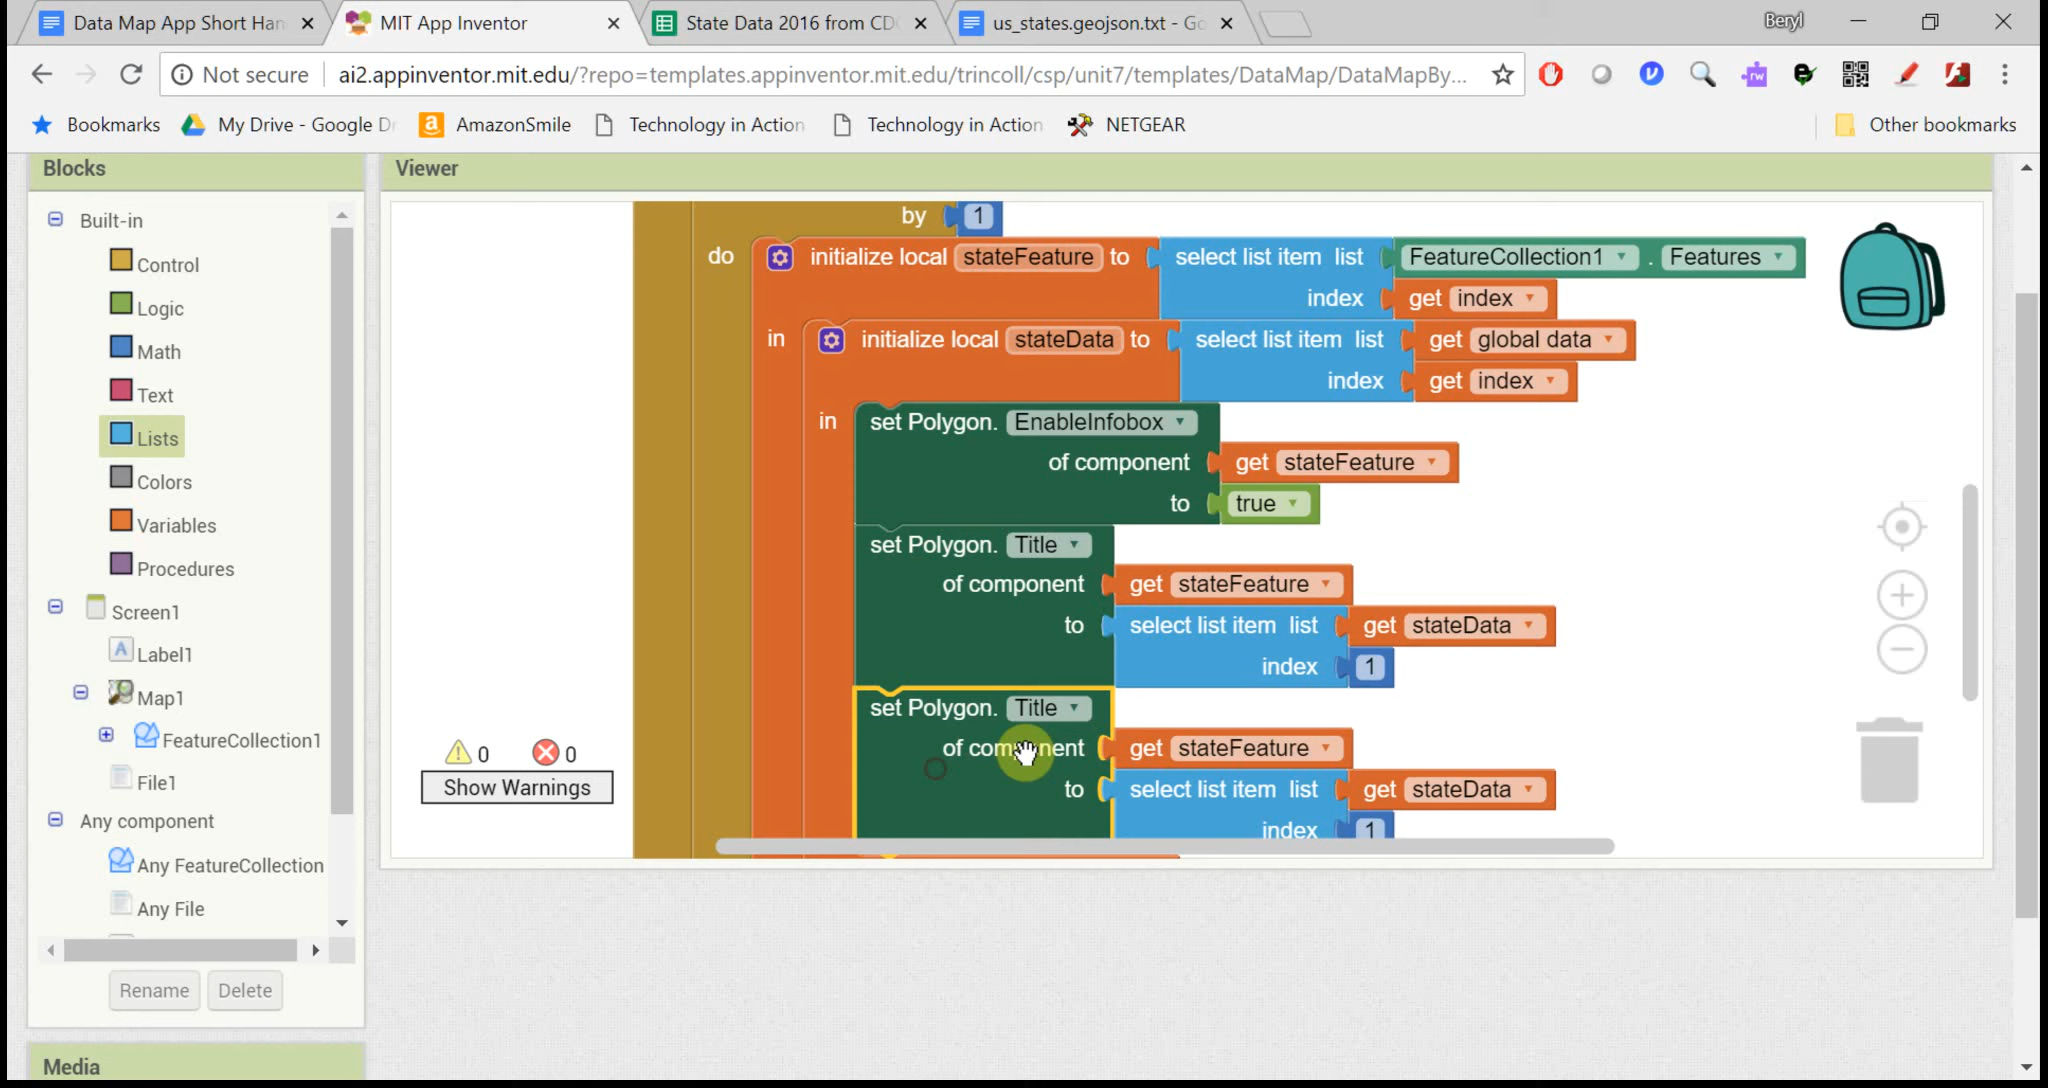 Data Map App Short Han
MIT App Inventor
State Data 2016 from CD
us_states.geojson.txt - Go
Beryl
Not secure
ai2.appinventor.mit.edu/?repo=templates.appinventor.mit.edu/trincoll/csp/unit7/templates/DataMap/DataMapBy...
Bookmarks
My Drive - Google Dr
AmazonSmile
Technology in Action
Technology in Action
NETGEAR
Other bookmarks
Blocks
Viewer
Built-in
Control
Logic
Math
Text
Lists
Colors
Variables
Procedures
Screen1
Label1
Map1
FeatureCollection1
File1
Any component
Any FeatureCollection
Any File
Rename Delete
Media
by 1
do initialize local stateFeature to select list item list FeatureCollection1 . Features
index get index
in initialize local stateData to select list item list get global data
index get index
in set Polygon. EnableInfobox
of component get stateFeature
to true
set Polygon. Title
of component get stateFeature
to select list item list get stateData
index 1
set Polygon. Title
of component get stateFeature
to select list item list get stateData
index 1
0 0
Show Warnings